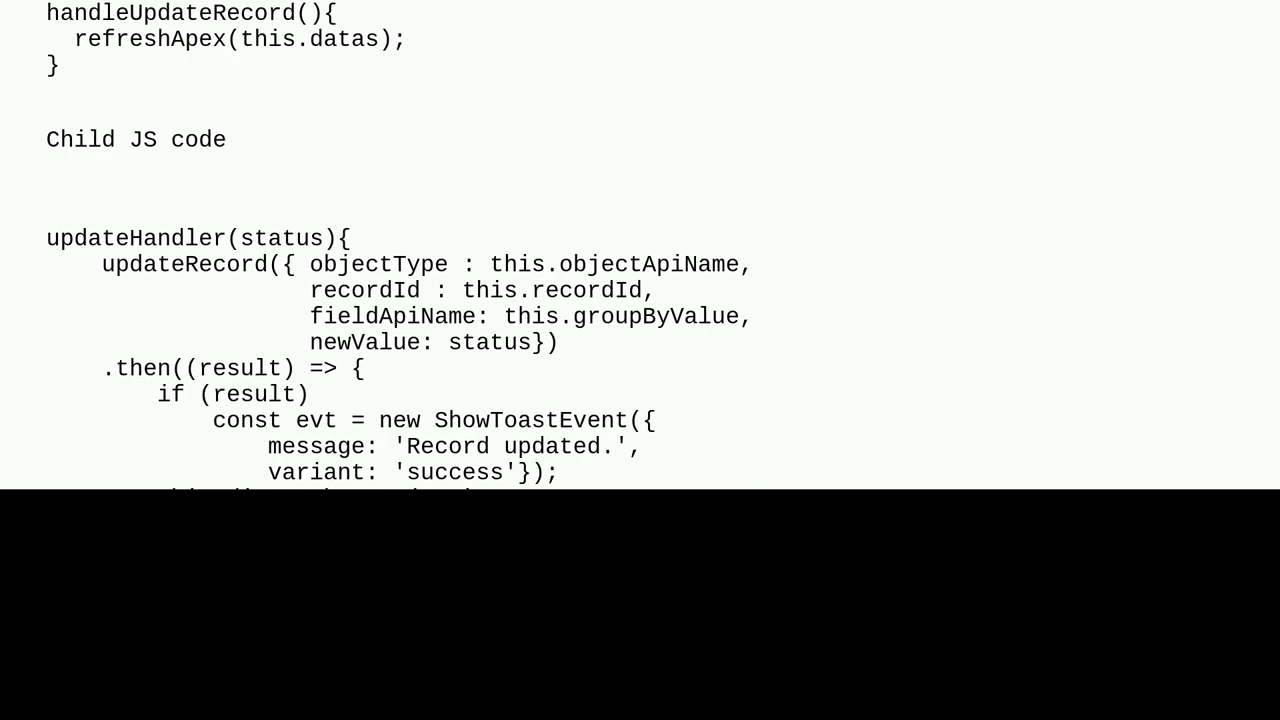 handleUpdateRecord(){
  refreshApex(this.datas);
}
Child JS code
updateHandler(status){
    updateRecord({ objectType : this.objectApiName,
                   recordId : this.recordId,
                   fieldApiName: this.groupByValue,
                   newValue: status})
    .then((result) => {
        if (result)
            const evt = new ShowToastEvent({
                message: 'Record updated.',
                variant: 'success'});